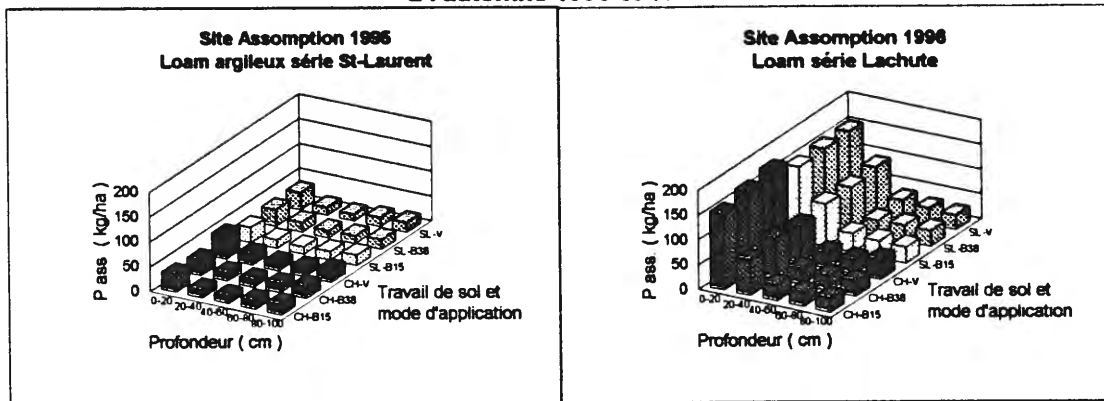 Site Assomption 1995
Loam argileux série St-Laurent
P ass. ( kg/ha )
200
150
100
50
0
0-20
20-40
40-60
60-80
80-100
SL -V
SL -B38
SL -B15
CH-V
CH-B38
CH-B15
Travail de sol et
mode d'application
Profondeur ( cm )
Site Assomption 1996
Loam série Lachute
P ass. ( kg/ha )
200
150
100
50
0
0-20
20-40
40-60
60-80
80-100
SL -V
SL -B38
SL -B15
CH-V
CH-B38
CH-B15
Travail de sol et
mode d'application
Profondeur ( cm )